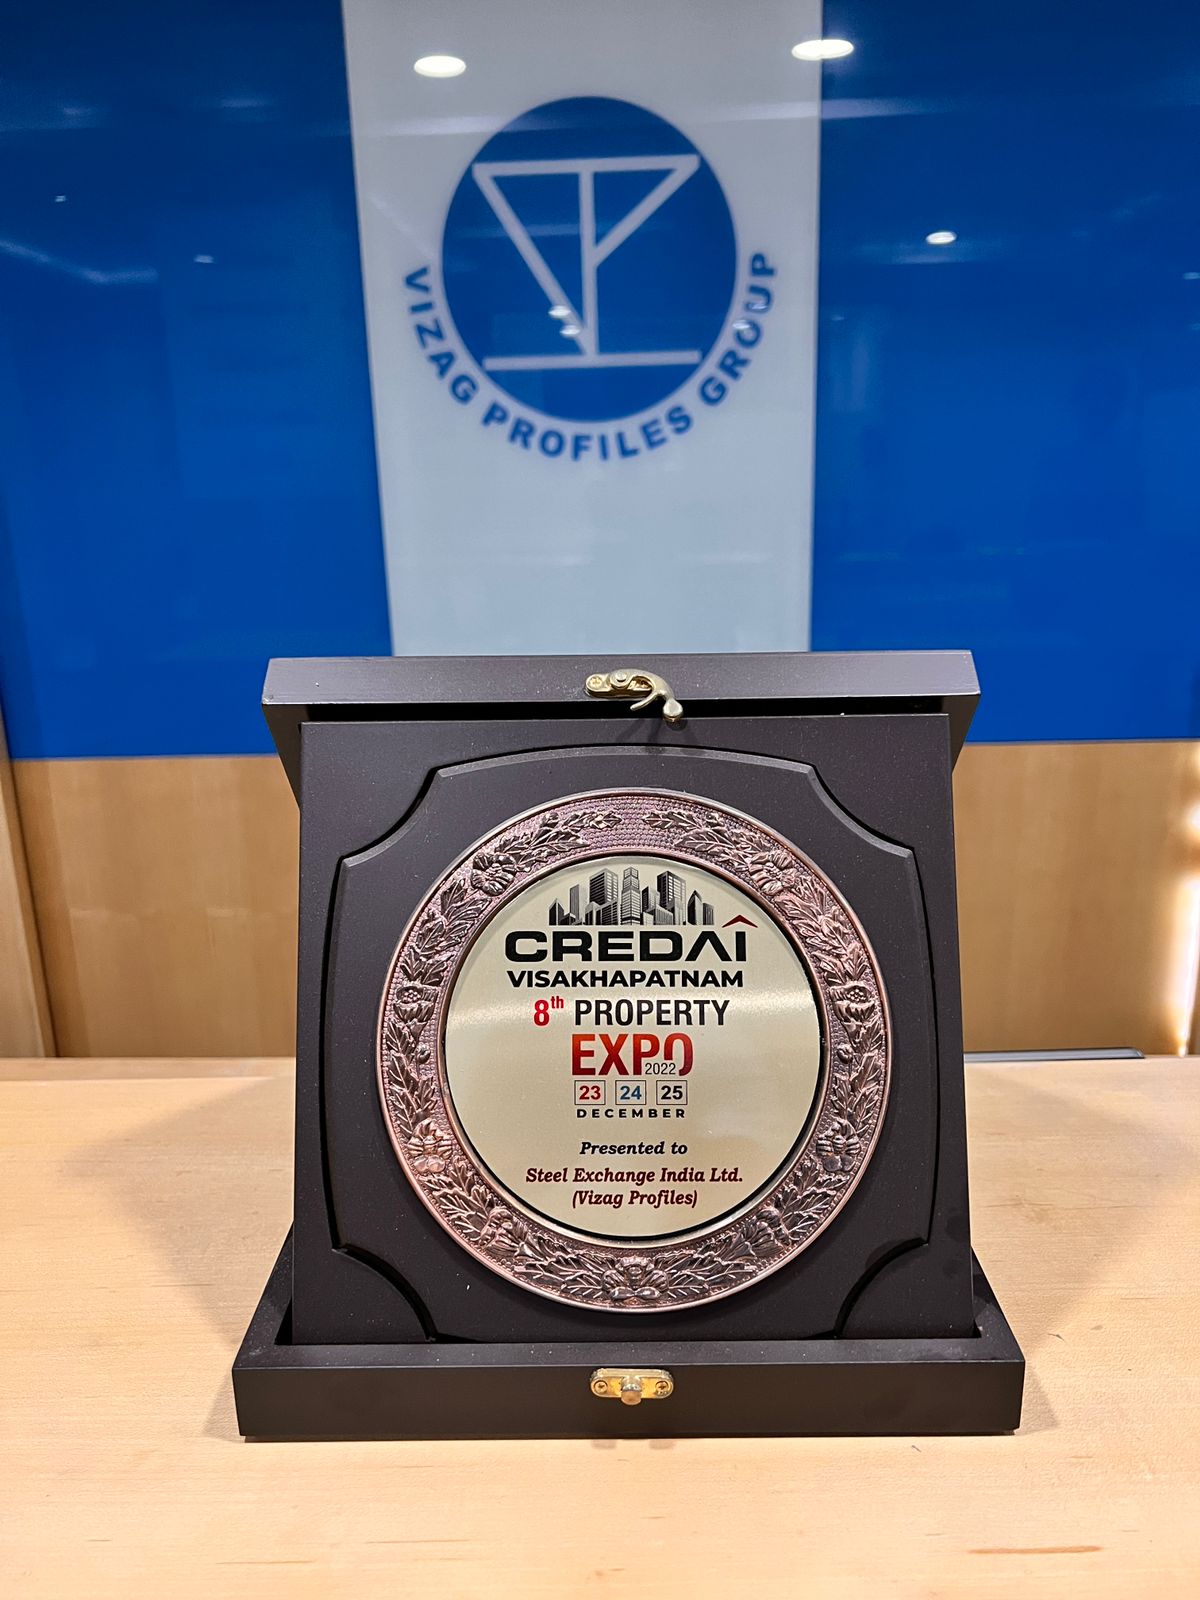 VIZAG PROFILES GROUP
CREDAÎ
VISAKHAPATNAM
8th PROPERTY
EXPO
2022
23 24 25
DECEMBER
Presented to
Steel Exchange India Ltd.
(Vizag Profiles)